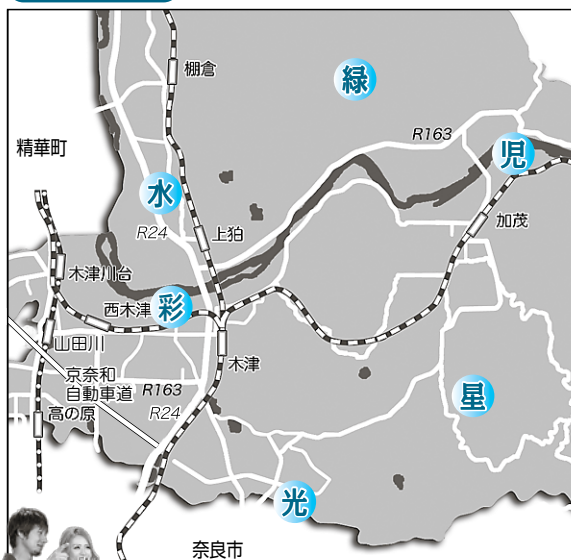 棚倉
緑
R163
児
精華町
水
R24
上狛
加茂
木津川台
西木津
彩
山田川
木津
京奈和
自動車道
R163
R24
高の原
星
光
奈良市